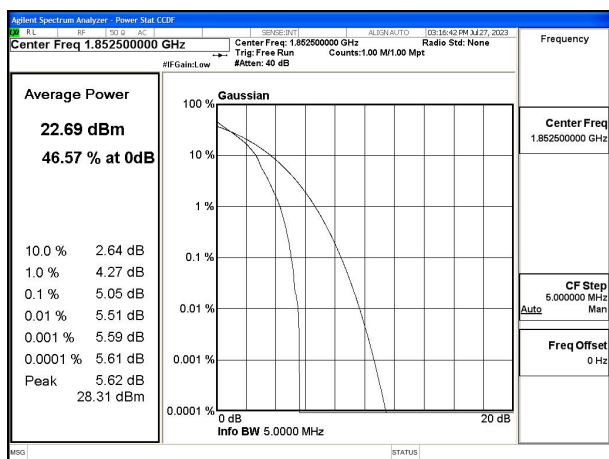 Agilent Spectrum Analyzer - Power Stat CCDF
LXI RL RF 50 Ω AC SENSE:INT ALIGN AUTO 03:16:42 PM Jul 27, 2023
Center Freq 1.852500000 GHz
Center Freq: 1.852500000 GHz Radio Std: None
Trig: Free Run Counts:1.00 M/1.00 Mpt
#IFGain:Low #Atten: 40 dB
Frequency
Average Power
22.69 dBm
46.57 % at 0dB
10.0 % 2.64 dB
1.0 % 4.27 dB
0.1 % 5.05 dB
0.01 % 5.51 dB
0.001 % 5.59 dB
0.0001 % 5.61 dB
Peak 5.62 dB
28.31 dBm
Gaussian
100 %
10 %
1 %
0.1 %
0.01 %
0.001 %
0.0001 %
0 dB 20 dB
Info BW 5.0000 MHz
Center Freq
1.852500000 GHz
CF Step
5.000000 MHz
Auto Man
Freq Offset
0 Hz
MSG STATUS